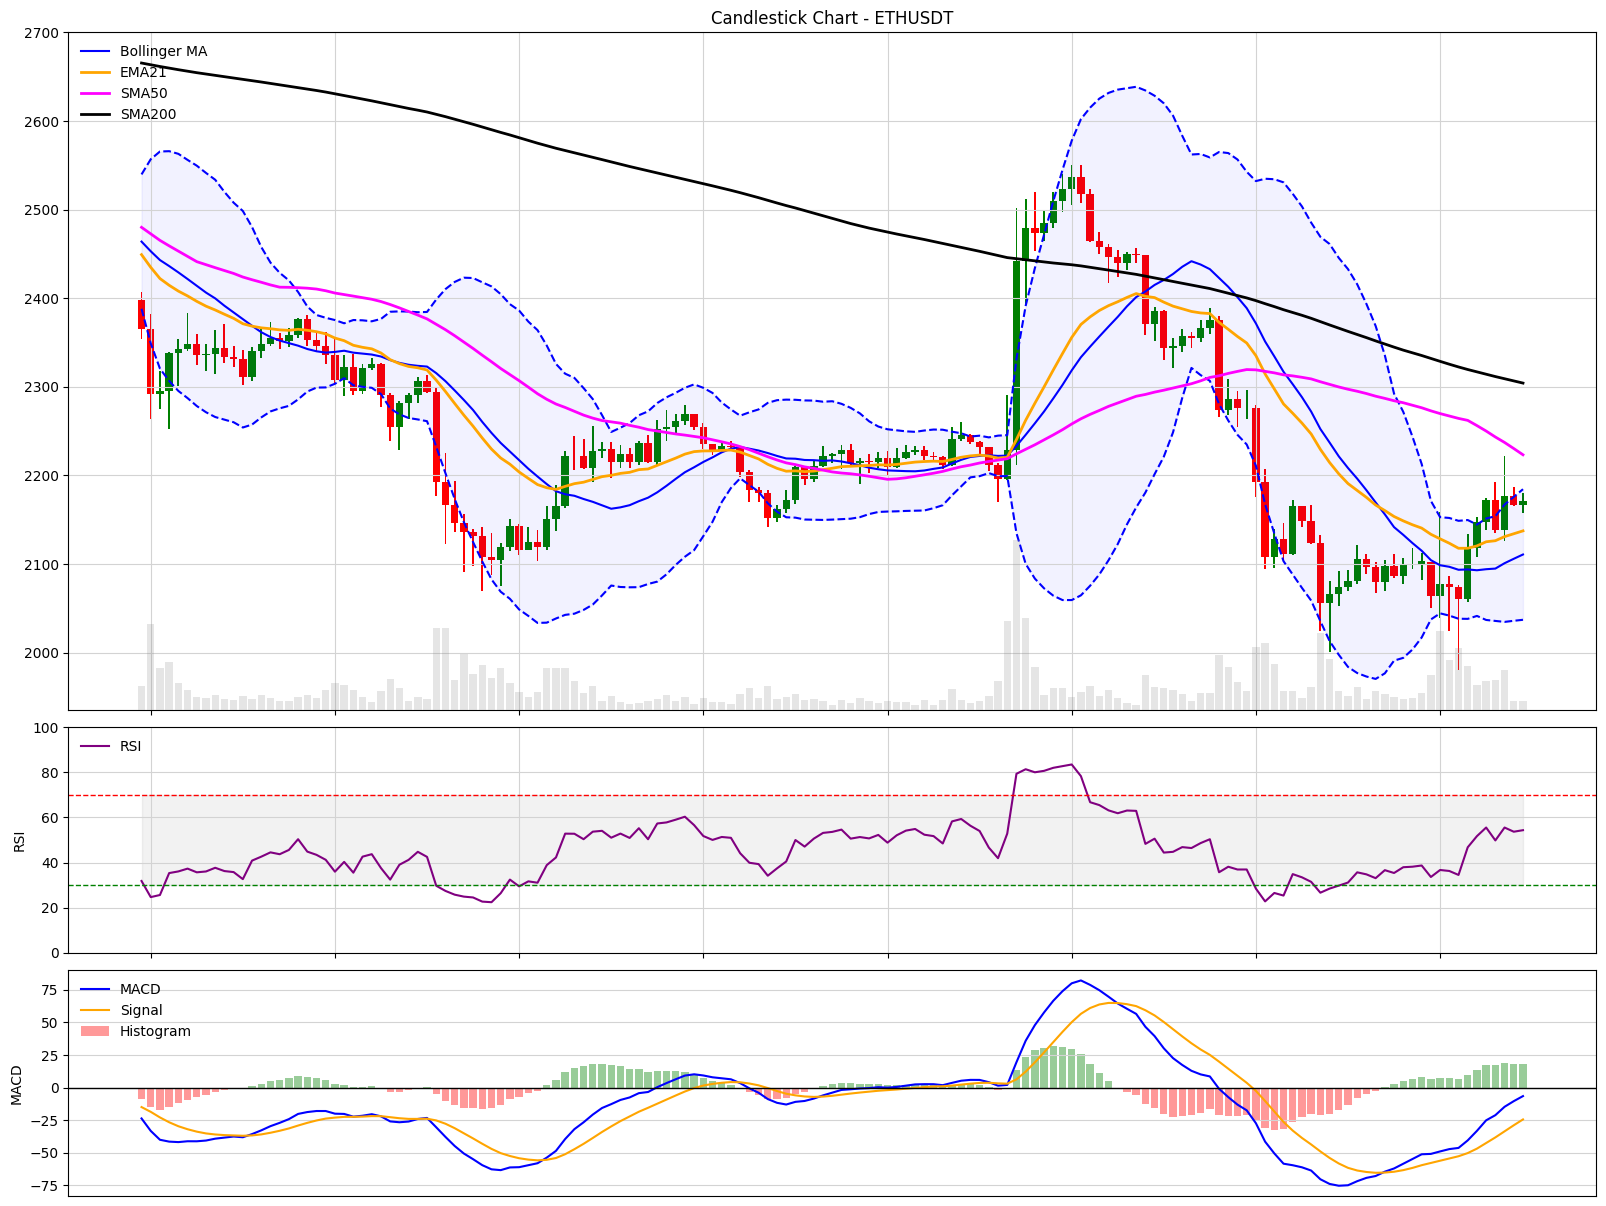 Candlestick Chart - ETHUSDT
2700
2600
2500
2400
2300
2200
2100
2000
Bollinger MA
EMA21
SMA50
SMA200
100
80
60
40
20
0
RSI
RSI
75
50
25
0
−25
−50
−75
MACD
MACD
Signal
Histogram